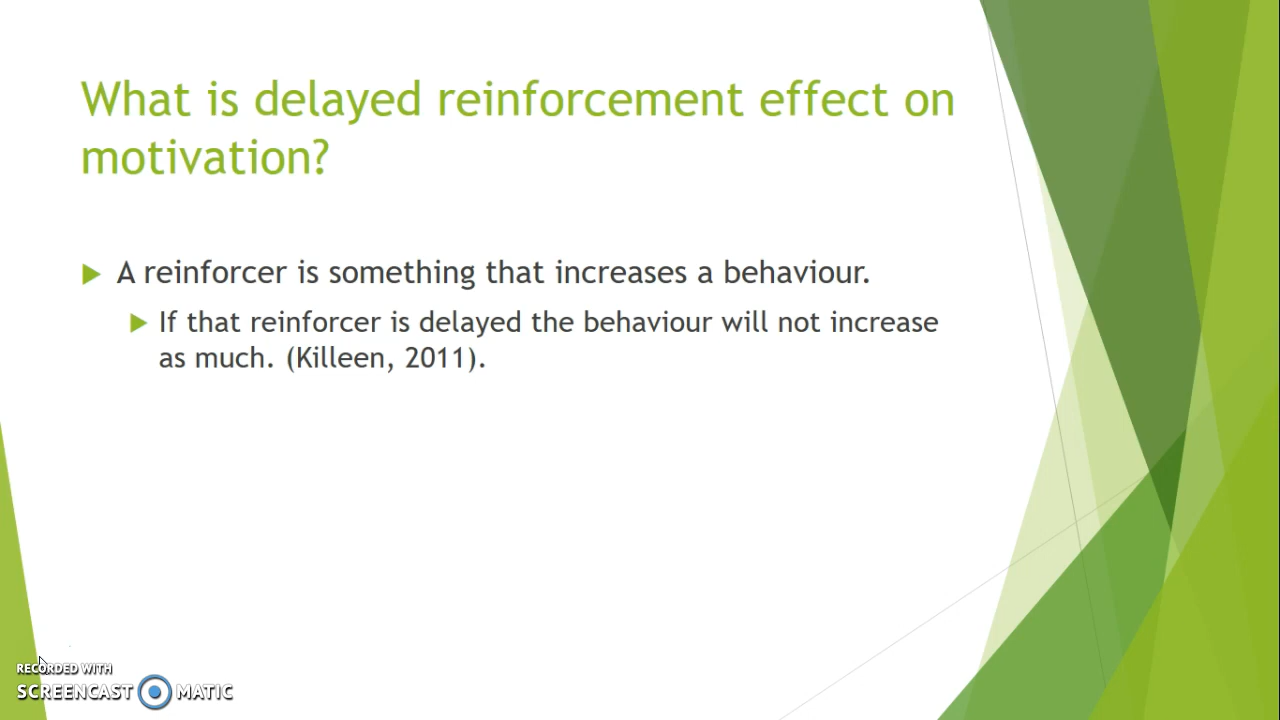 What is delayed reinforcement effect on
motivation?
A reinforcer is something that increases a behaviour.
If that reinforcer is delayed the behaviour will not increase
as much. (Killeen, 2011).
RECORDED WITH
SCREENCAST MATIC